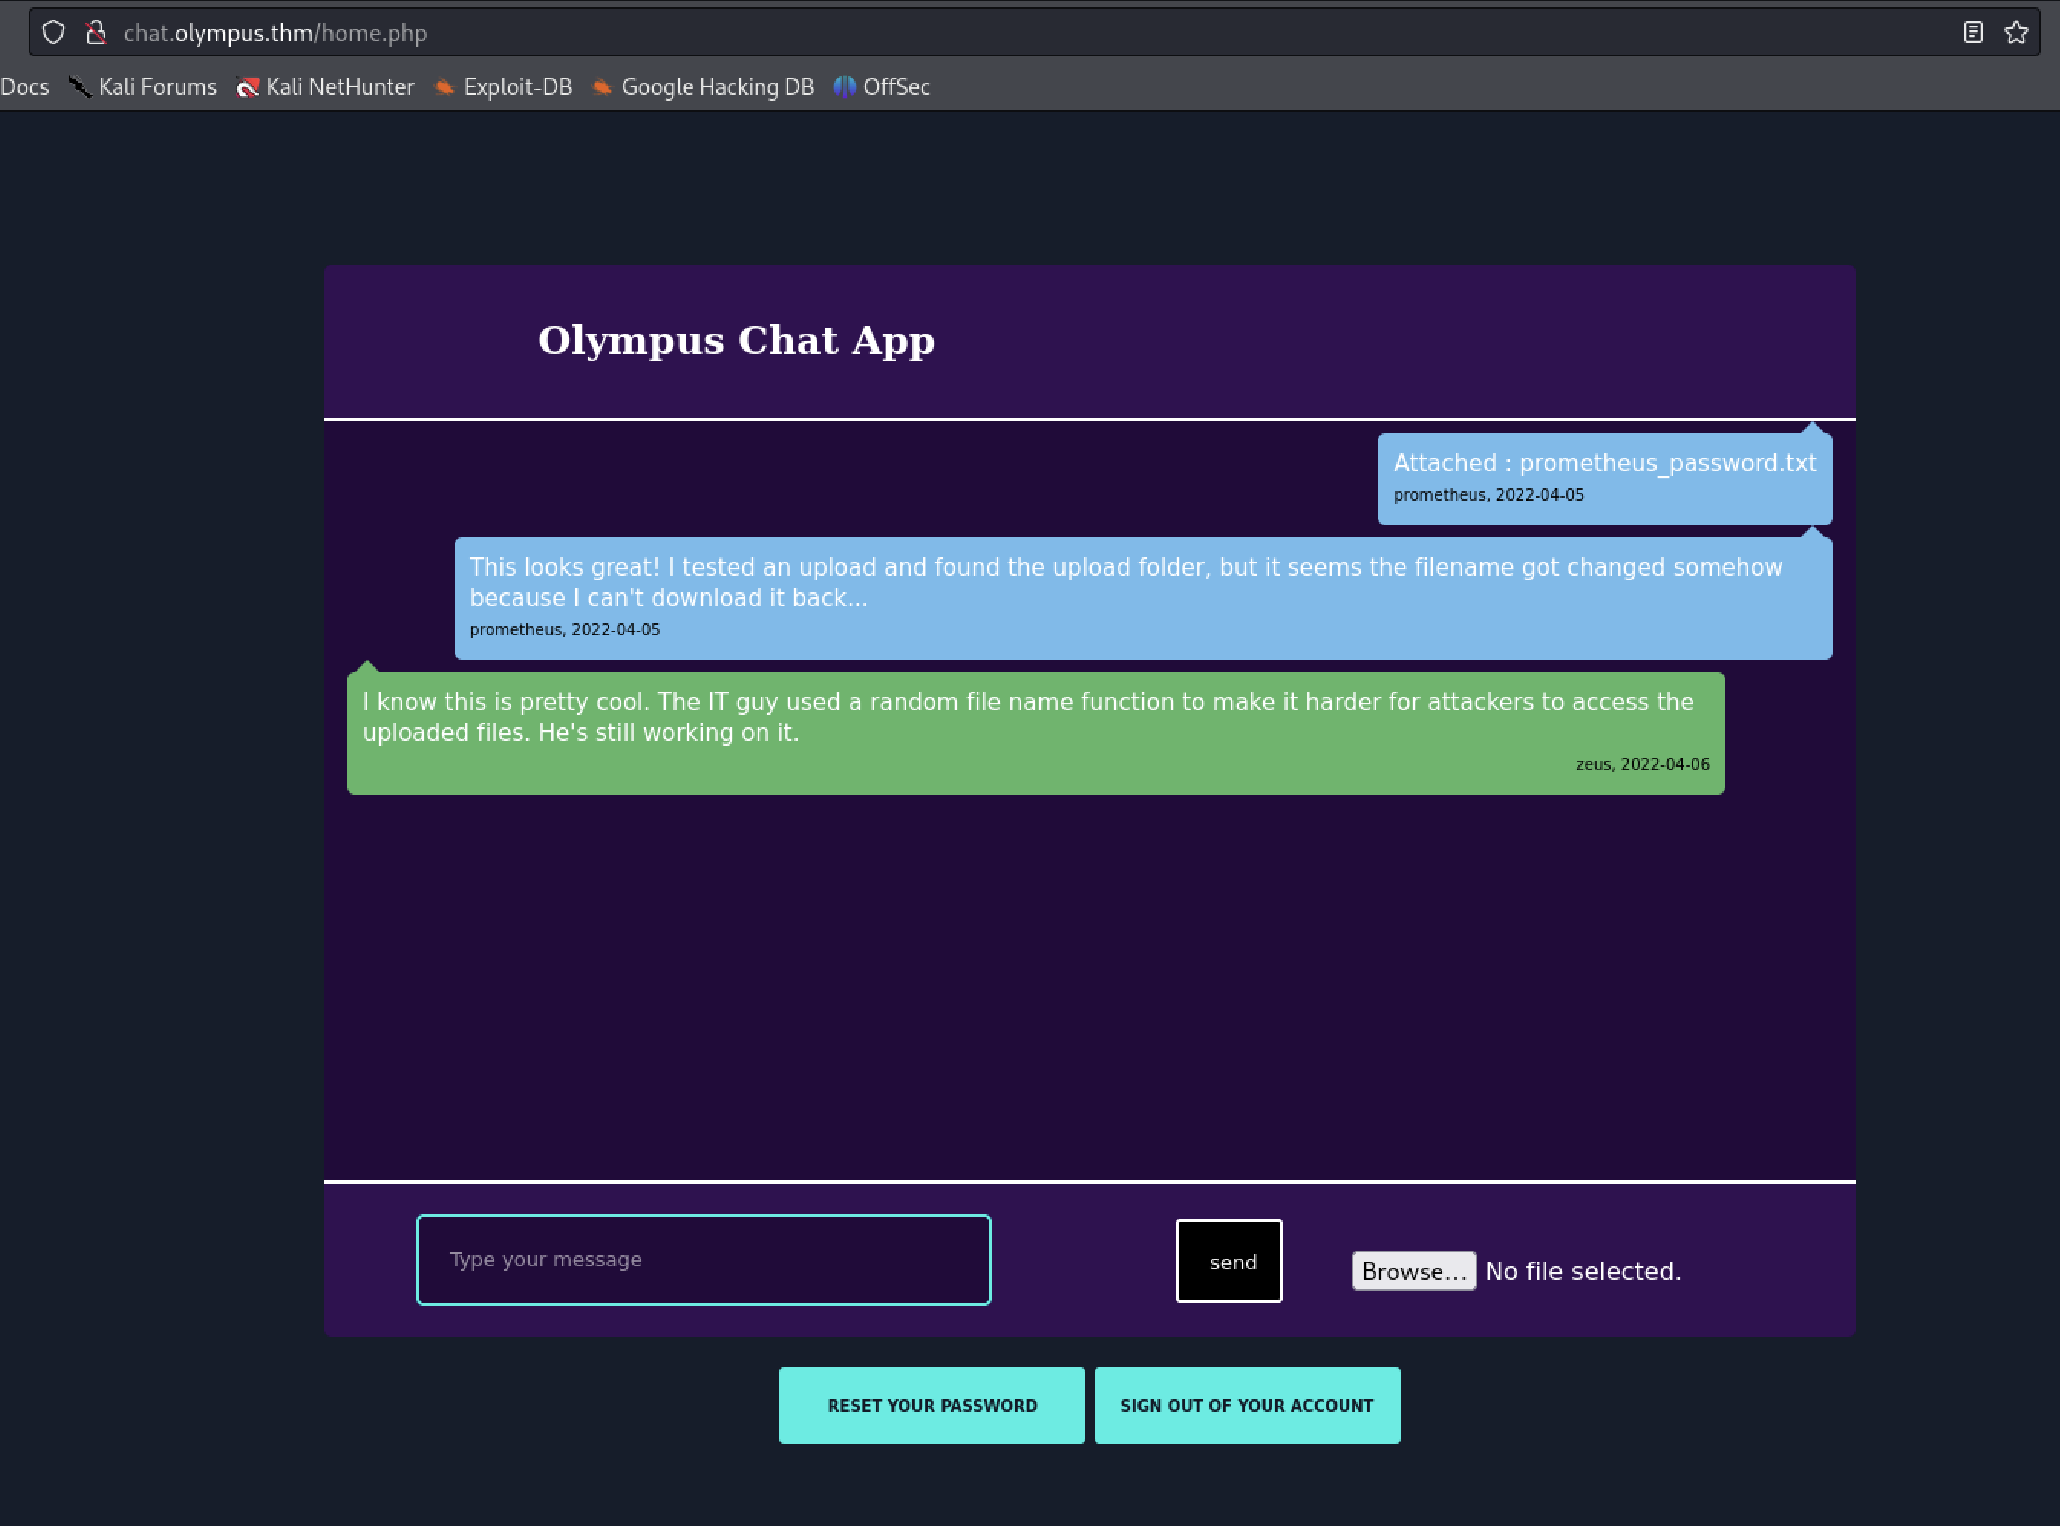 chat.olympus.thm/home.php
Docs Kali Forums Kali NetHunter Exploit-DB Google Hacking DB OffSec
Olympus Chat App
Attached : prometheus_password.txt
prometheus, 2022-04-05
This looks great! I tested an upload and found the upload folder, but it seems the filename got changed somehow
because I can't download it back...
prometheus, 2022-04-05
I know this is pretty cool. The IT guy used a random file name function to make it harder for attackers to access the
uploaded files. He's still working on it.
zeus, 2022-04-06
Type your message
send
Browse... No file selected.
RESET YOUR PASSWORD
SIGN OUT OF YOUR ACCOUNT